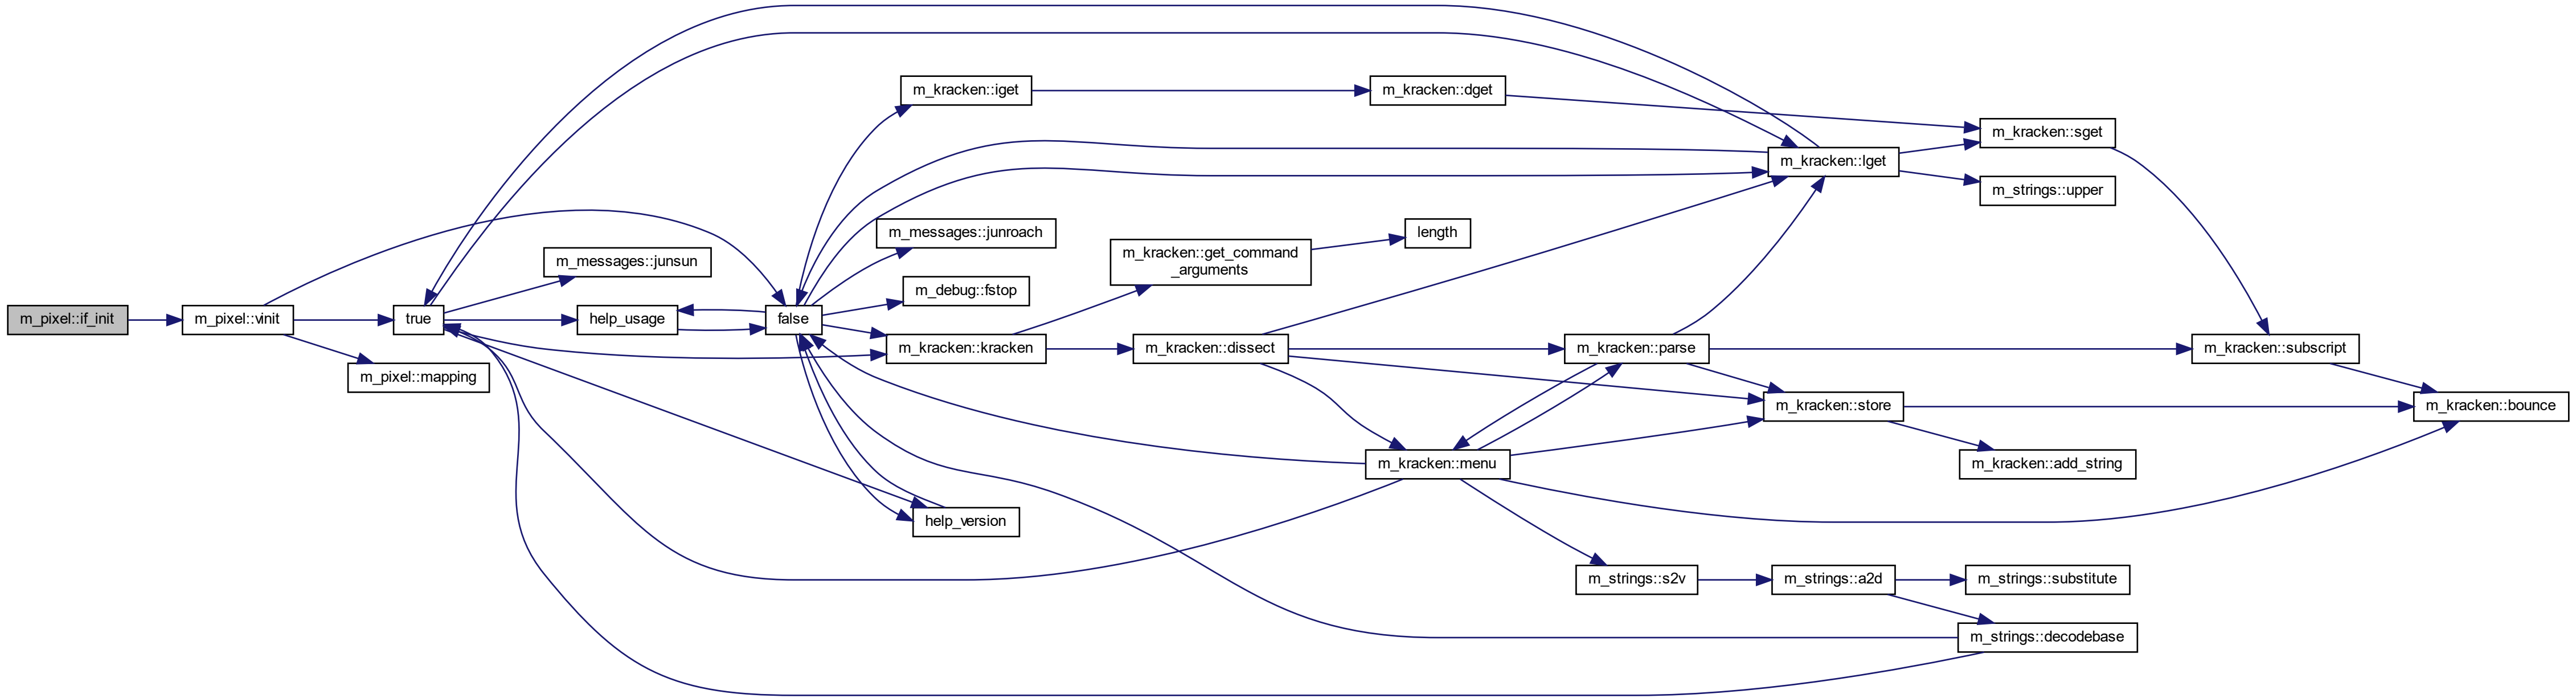 m_pixel::if_init
m_pixel::vinit
true
m_pixel::mapping
m_messages::junsun
help_usage
false
m_kracken::iget
m_messages::junroach
m_debug::fstop
m_kracken::kracken
help_version
m_kracken::get_command
_arguments
m_kracken::dissect
m_kracken::dget
length
m_kracken::menu
m_kracken::parse
m_strings::s2v
m_kracken::lget
m_kracken::store
m_strings::a2d
m_kracken::sget
m_strings::upper
m_kracken::add_string
m_strings::substitute
m_strings::decodebase
m_kracken::subscript
m_kracken::bounce